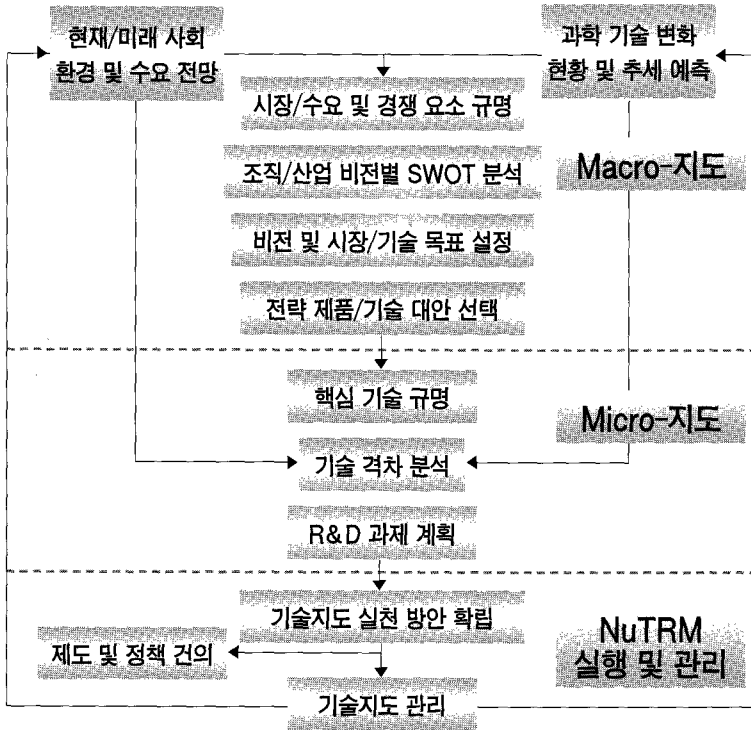 현재/미래 사회
환경 및 수요 전망
과학 기술 변화
현황 및 추세 예측
시장/수요 및 경쟁 요소 규명
조직/산업 비전별 SWOT 분석
Macro-지도
비전 및 시장/기술 목표 설정
전략 제품/기술 대안 선택
핵심 기술 규명
Micro-지도
기술 격차 분석
R&D 과제 계획
기술지도 실천 방안 확립
NuTRM
실행 및 관리
제도 및 정책 건의
기술지도 관리